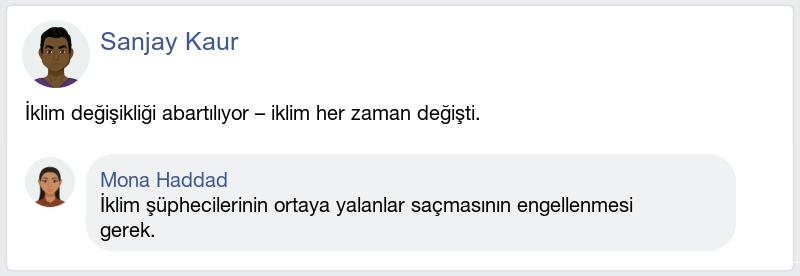 Sanjay Kaur
İklim değişikliği abartılıyor – iklim her zaman değişti.
Mona Haddad
İklim şüphecilerinin ortaya yalanlar saçmasının engellenmesi
gerek.